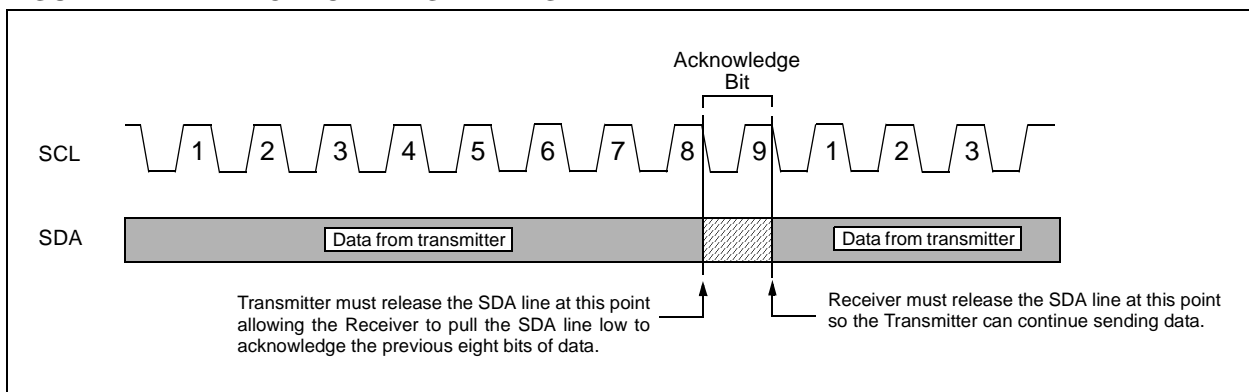 Acknowledge
Bit
SCL
1 2 3 4 5 6 7 8 9 1 2 3
SDA
Data from transmitter
Data from transmitter
Transmitter must release the SDA line at this point
allowing the Receiver to pull the SDA line low to
acknowledge the previous eight bits of data.
Receiver must release the SDA line at this point
so the Transmitter can continue sending data.